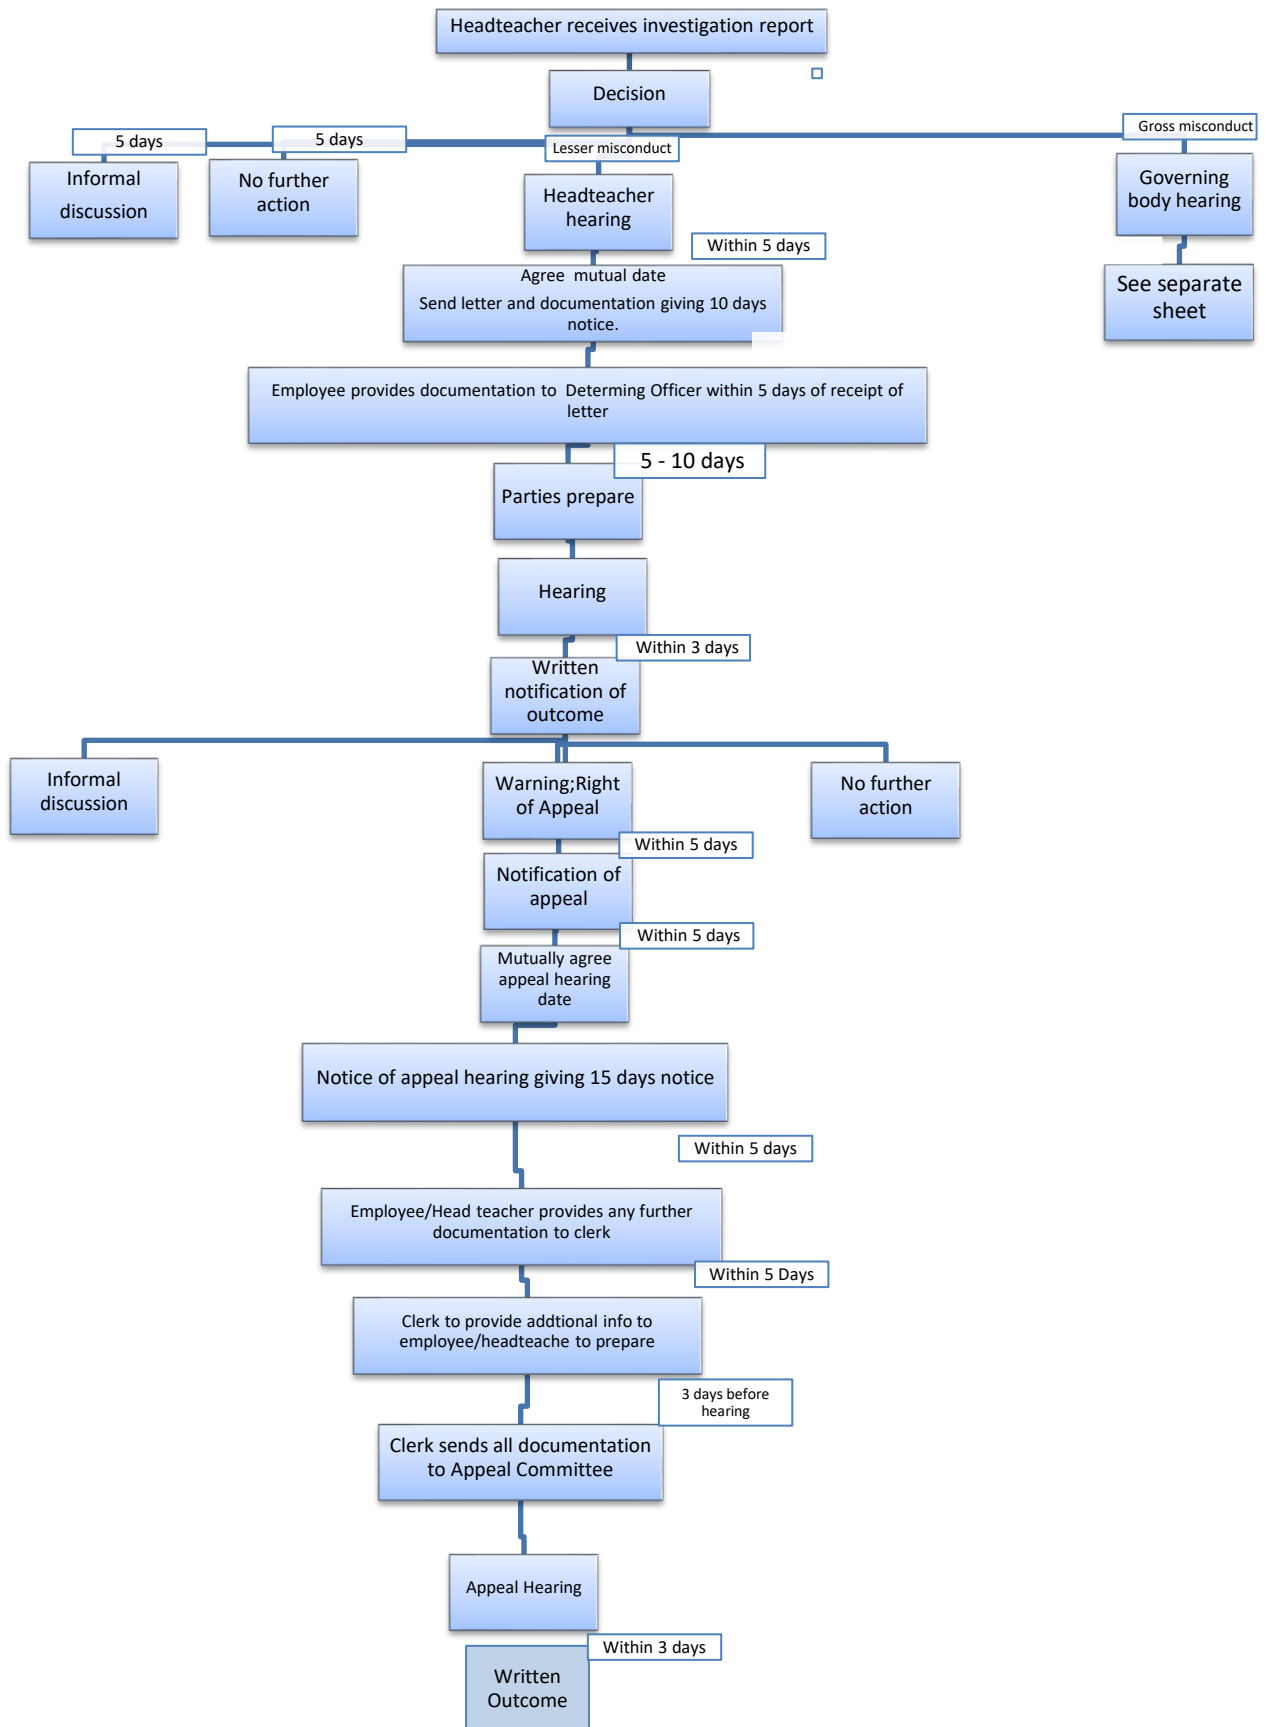 Headteacher receives investigation report
Decision
5 days
5 days
Lesser misconduct
Gross misconduct
Informal
discussion
No further
action
Headteacher
hearing
Governing
body hearing
Within 5 days
Agree mutual date
Send letter and documentation giving 10 days
notice.
See separate
sheet
Employee provides documentation to Determing Officer within 5 days of receipt of
letter
5 - 10 days
Parties prepare
Hearing
Within 3 days
Written
notification of
outcome
Informal
discussion
Warning;Right
of Appeal
No further
action
Within 5 days
Notification of
appeal
Within 5 days
Mutually agree
appeal hearing
date
Notice of appeal hearing giving 15 days notice
Within 5 days
Employee/Head teacher provides any further
documentation to clerk
Within 5 Days
Clerk to provide addtional info to
employee/headteache to prepare
3 days before
hearing
Clerk sends all documentation
to Appeal Committee
Appeal Hearing
Within 3 days
Written
Outcome